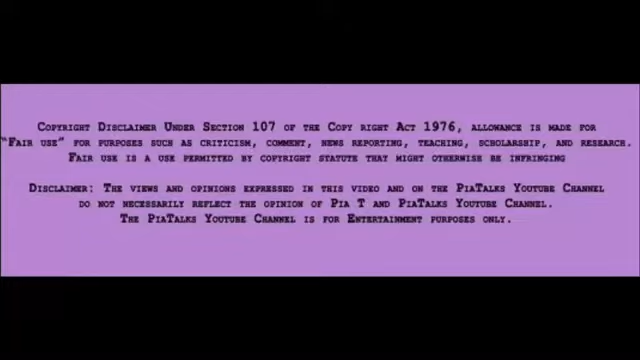 Copyright Disclaimer Under Section 107 of the Copy right Act 1976, allowance is made for
"Fair use" for purposes such as criticism, comment, news reporting, teaching, scholarship, and research.
Fair use is a use permitted by copyright statute that might otherwise be infringing
Disclaimer: The views and opinions expressed in this video and on the PiaTalks Youtube Channel
do not necessarily reflect the opinion of Pia T and PiaTalks Youtube Channel.
The PiaTalks Youtube Channel is for Entertainment purposes only.